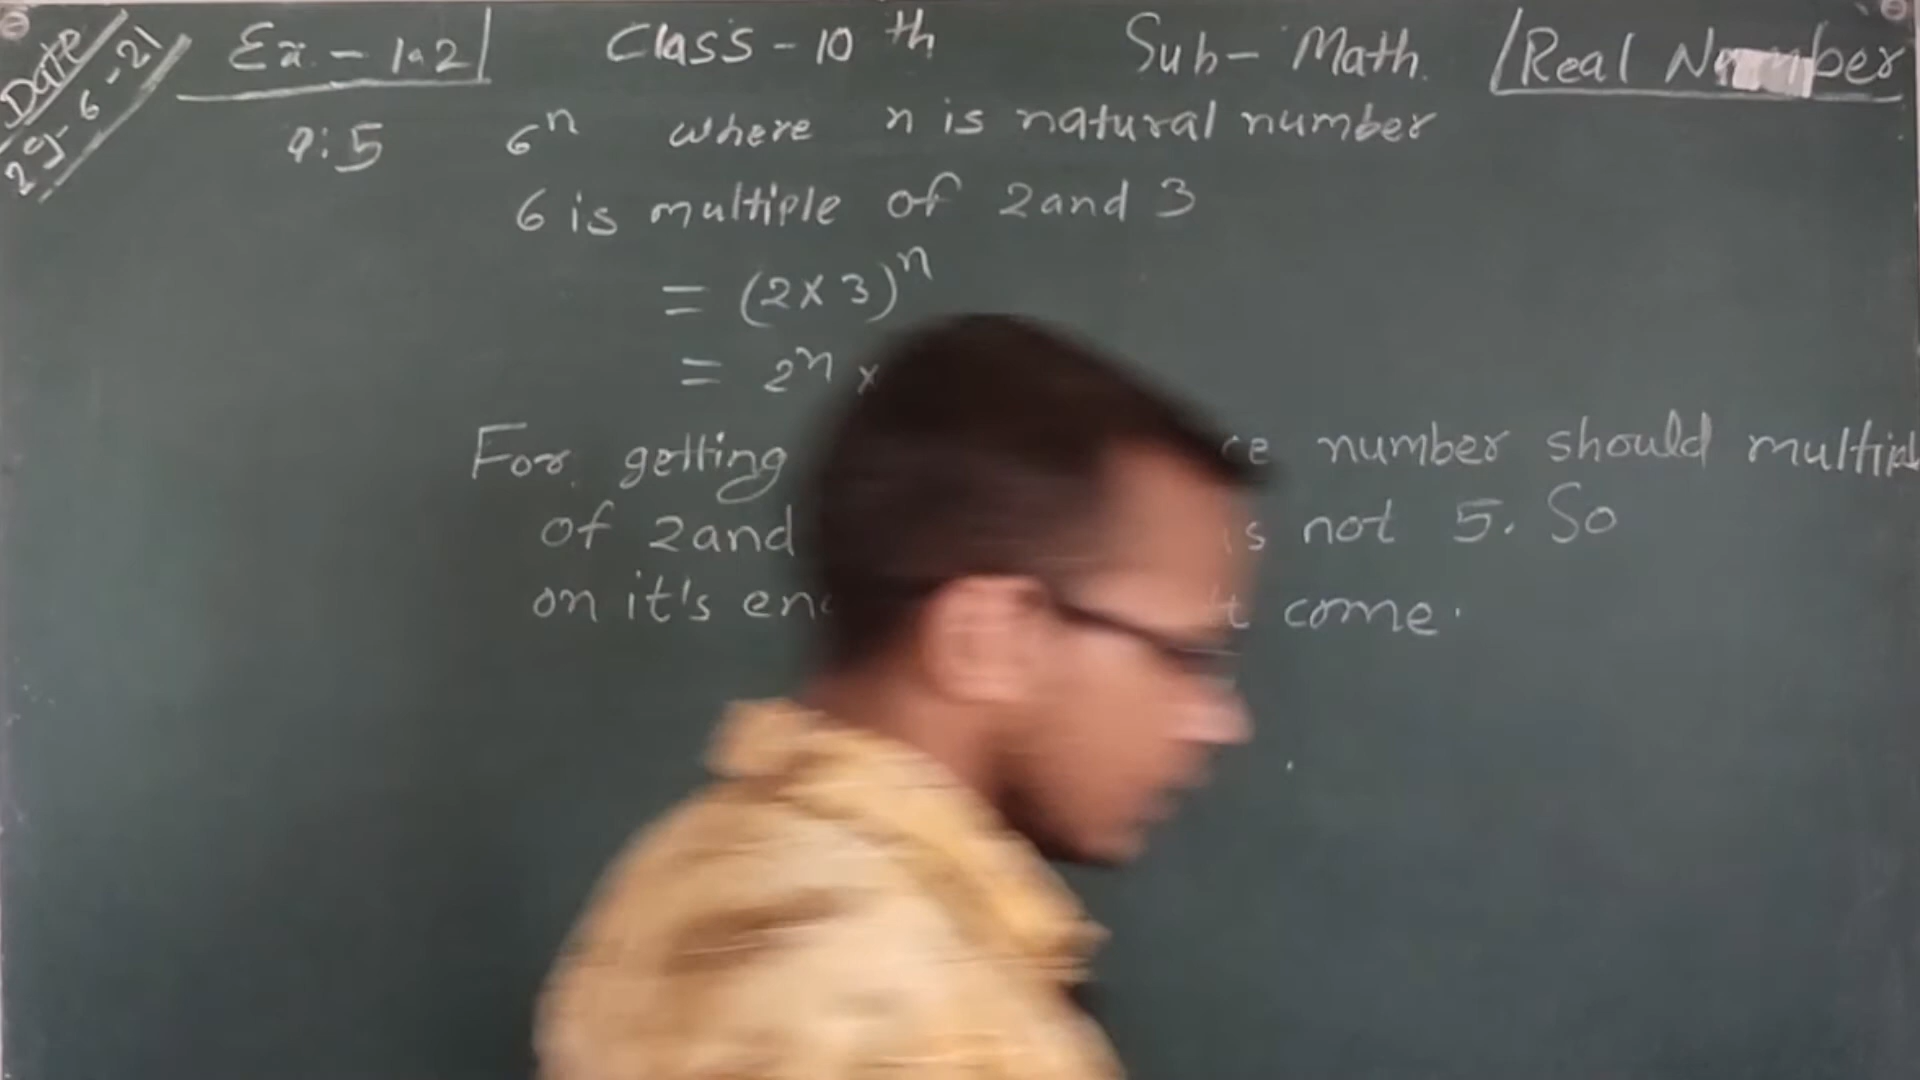 Date
29-6-21
Ex. - 1.2
Class - 10th
Sub- Math.
Real Number
Q:5 6ⁿ where n is natural number
6 is multiple of 2 and 3
= (2 × 3)ⁿ
= 2ⁿ ×
For getting number should
of 2 and is not 5. So
on it's come.